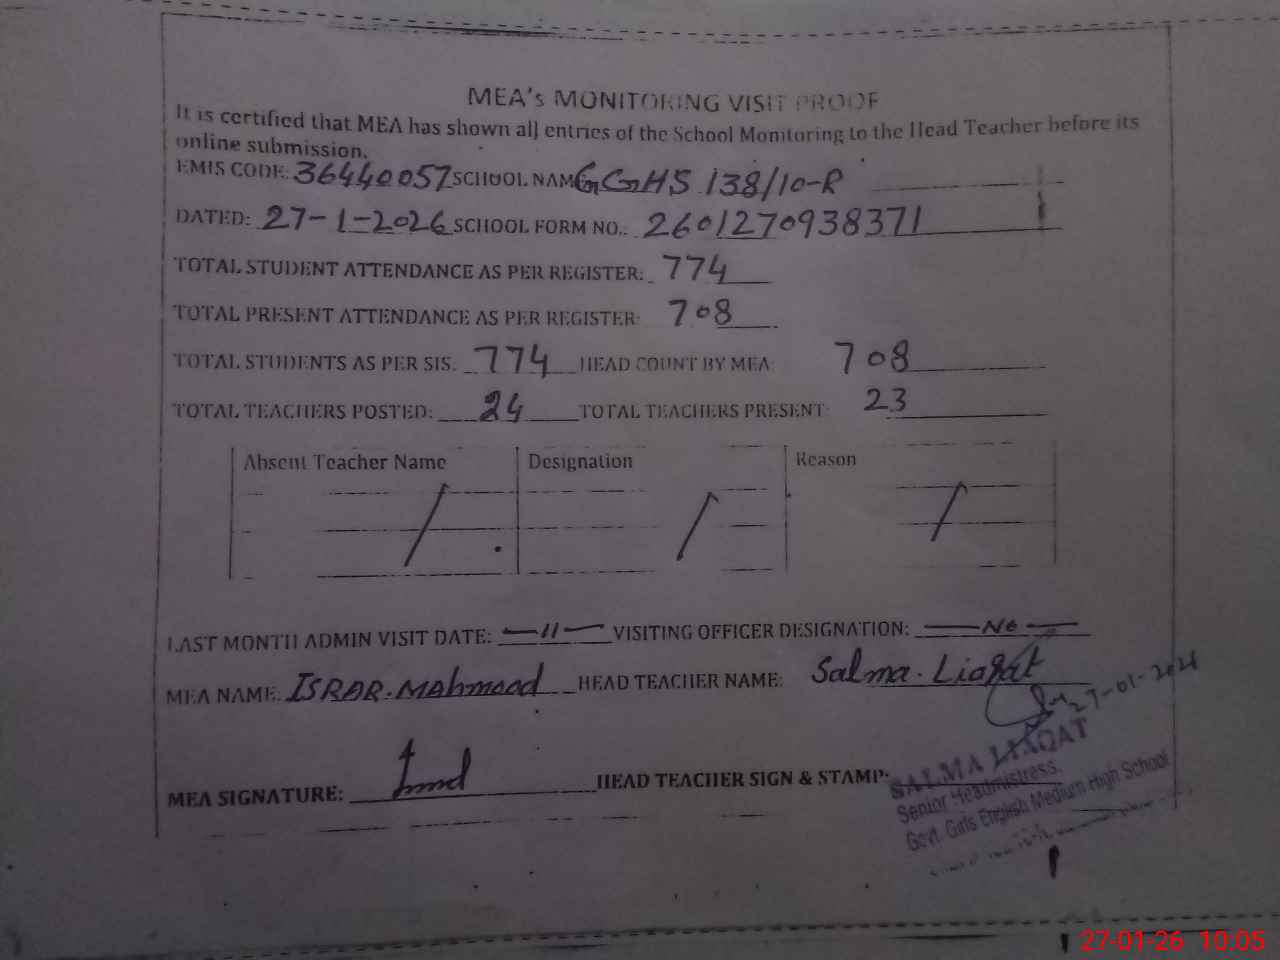 MEA's MONITORING VISIT PROOF
It is certified that MEA has shown all entries of the School Monitoring to the Head Teacher before its
online submission.
EMIS CODE: 36440057 SCHOOL NAME GGHS 138/10-R
DATED: 27-1-2026 SCHOOL FORM NO.: 2601270938371
TOTAL STUDENT ATTENDANCE AS PER REGISTER: 774
TOTAL PRESENT ATTENDANCE AS PER REGISTER: 708
TOTAL STUDENTS AS PER SIS: 774 HEAD COUNT BY MEA: 708
TOTAL TEACHERS POSTED: 24 TOTAL TEACHERS PRESENT: 23
Absent Teacher Name Designation Reason
LAST MONTH ADMIN VISIT DATE: —11— VISITING OFFICER DESIGNATION: — No —
MEA NAME: ISRAR. Mahmood HEAD TEACHER NAME: Salma. Liaqat
27-01-2026
MEA SIGNATURE: HEAD TEACHER SIGN & STAMP:
SALMA LIAQAT
Senior Headmistress,
Govt. Girls English Medium High School
27-01-26 10:05